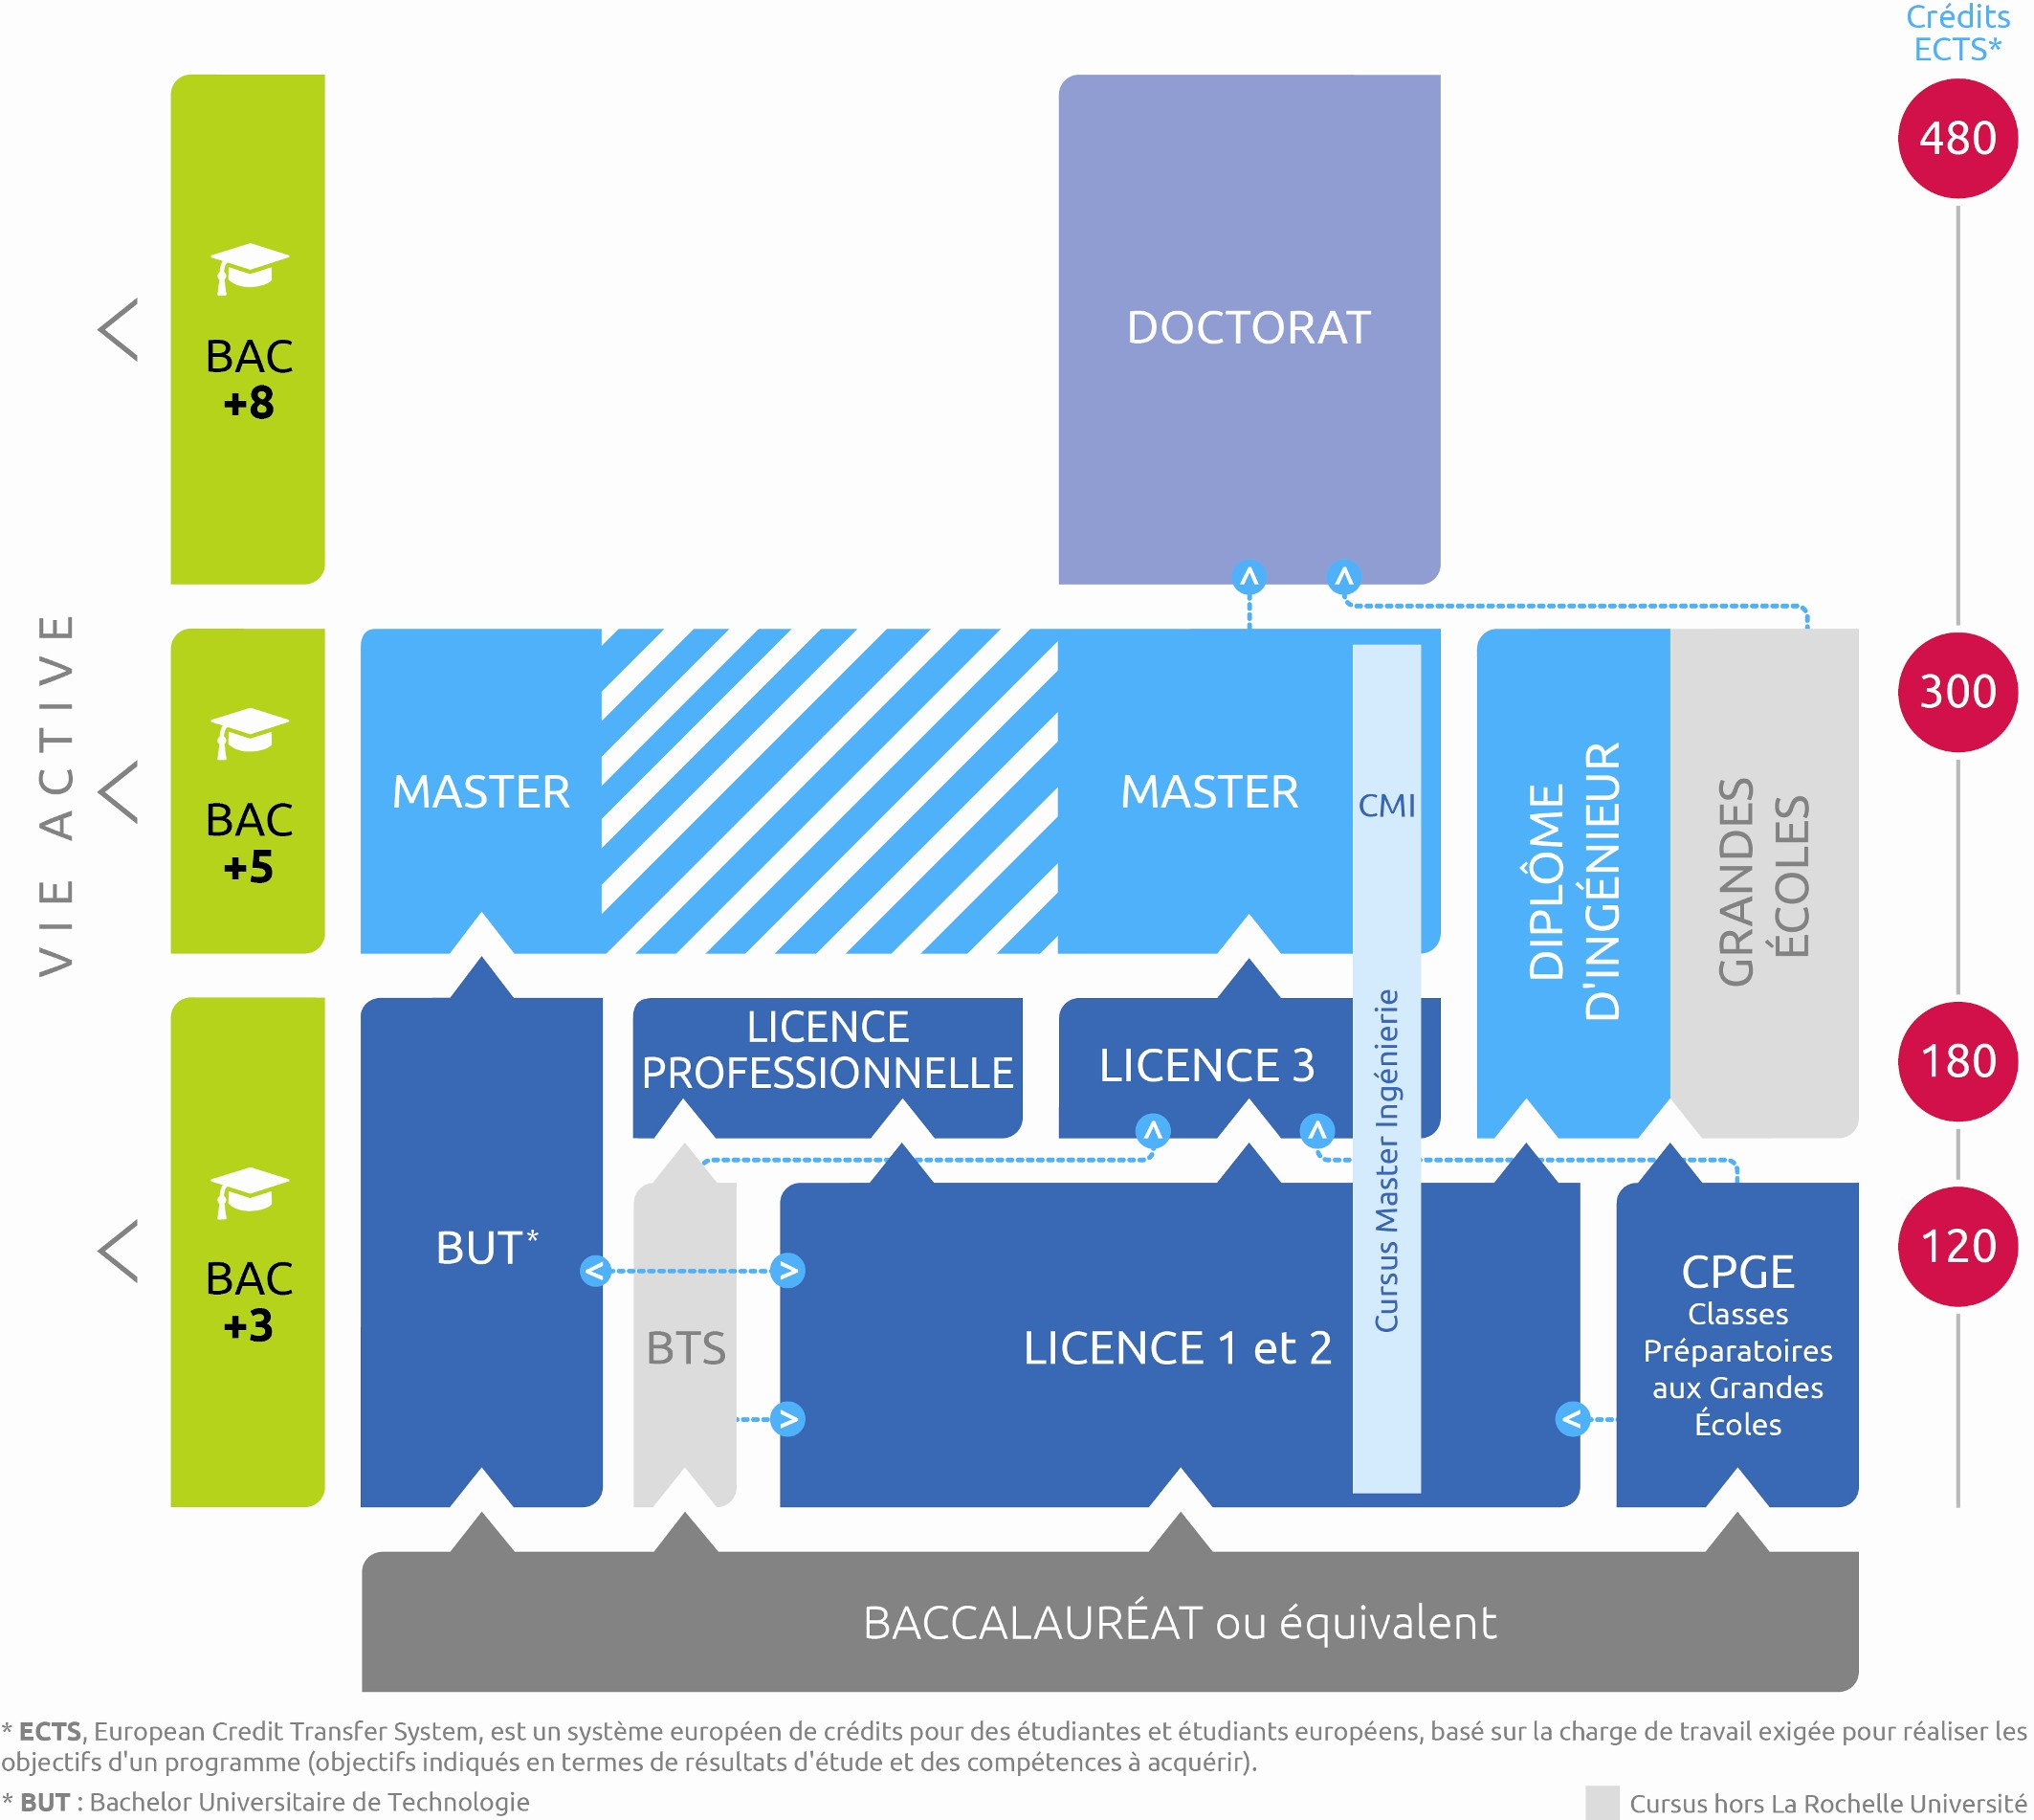 Crédits
ECTS*
480
BAC
+8
DOCTORAT
VIE ACTIVE
300
BAC
+5
MASTER
MASTER
CMI
DIPLÔME
D'INGÉNIEUR
GRANDES
ÉCOLES
180
LICENCE
PROFESSIONNELLE
LICENCE 3
Cursus Master Ingénierie
120
BAC
+3
BUT*
BTS
LICENCE 1 et 2
CPGE
Classes
Préparatoires
aux Grandes
Écoles
BACCALAURÉAT ou équivalent
* ECTS, European Credit Transfer System, est un système européen de crédits pour des étudiantes et étudiants européens, basé sur la charge de travail exigée pour réaliser les
objectifs d'un programme (objectifs indiqués en termes de résultats d'étude et des compétences à acquérir).
* BUT : Bachelor Universitaire de Technologie
Cursus hors La Rochelle Université